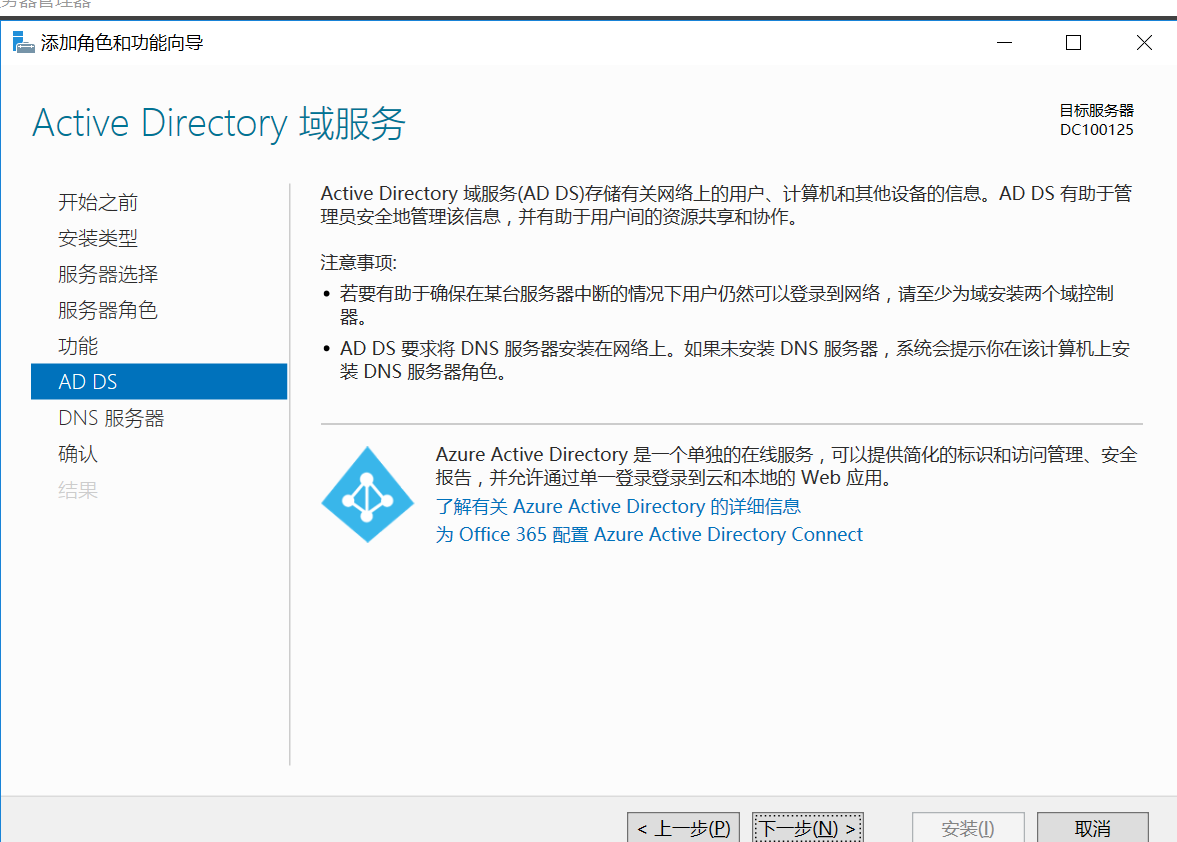 务器管理器
添加角色和功能向导
Active Directory 域服务
目标服务器
DC100125
开始之前
安装类型
服务器选择
服务器角色
功能
AD DS
DNS 服务器
确认
结果
Active Directory 域服务(AD DS)存储有关网络上的用户、计算机和其他设备的信息。AD DS 有助于管
理员安全地管理该信息，并有助于用户间的资源共享和协作。
注意事项:
• 若要有助于确保在某台服务器中断的情况下用户仍然可以登录到网络，请至少为域安装两个域控制
器。
• AD DS 要求将 DNS 服务器安装在网络上。如果未安装 DNS 服务器，系统会提示你在该计算机上安
装 DNS 服务器角色。
Azure Active Directory 是一个单独的在线服务，可以提供简化的标识和访问管理、安全
报告，并允许通过单一登录登录到云和本地的 Web 应用。
了解有关 Azure Active Directory 的详细信息
为 Office 365 配置 Azure Active Directory Connect
< 上一步(P)
下一步(N) >
安装(I)
取消